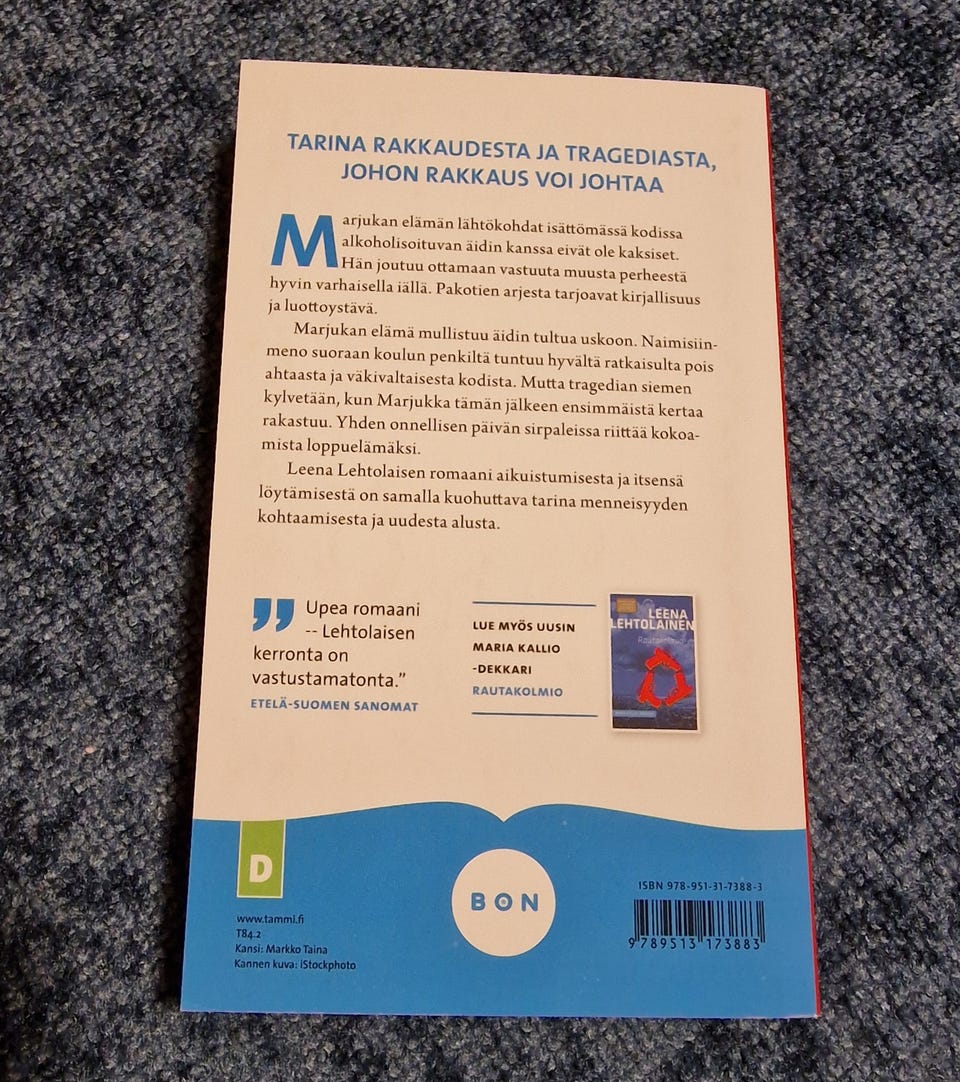 TARINA RAKKAUDESTA JA TRAGEDIASTA,
JOHON RAKKAUS VOI JOHTAA
Marjukan elämän lähtökohdat isättömässä kodissa
alkoholisoituvan äidin kanssa eivät ole kaksiset.
Hän joutuu ottamaan vastuuta muusta perheestä
hyvin varhaisella iällä. Pakotien arjesta tarjoavat kirjallisuus
ja luottoystävä.
Marjukan elämä mullistuu äidin tultua uskoon. Naimisiin-
meno suoraan koulun penkiltä tuntuu hyvältä ratkaisulta pois
ahtaasta ja väkivaltaisesta kodista. Mutta tragedian siemen
kylvetään, kun Marjukka tämän jälkeen ensimmäistä kertaa
rakastuu. Yhden onnellisen päivän sirpaleissa riittää kokoa-
mista loppuelämäksi.
Leena Lehtolaisen romaani aikuistumisesta ja itsensä
löytämisestä on samalla kuohuttava tarina menneisyyden
kohtaamisesta ja uudesta alusta.
” Upea romaani
-- Lehtolaisen
kerronta on
vastustamatonta.”
ETELÄ-SUOMEN SANOMAT
LUE MYÖS UUSIN
MARIA KALLIO
-DEKKARI
RAUTAKOLMIO
LEENA
LEHTOLAINEN
Rautakolmio
D
www.tammi.fi
T84.2
Kansi: Markko Taina
Kannen kuva: iStockphoto
BON
ISBN 978-951-31-7388-3
9 789513 173883